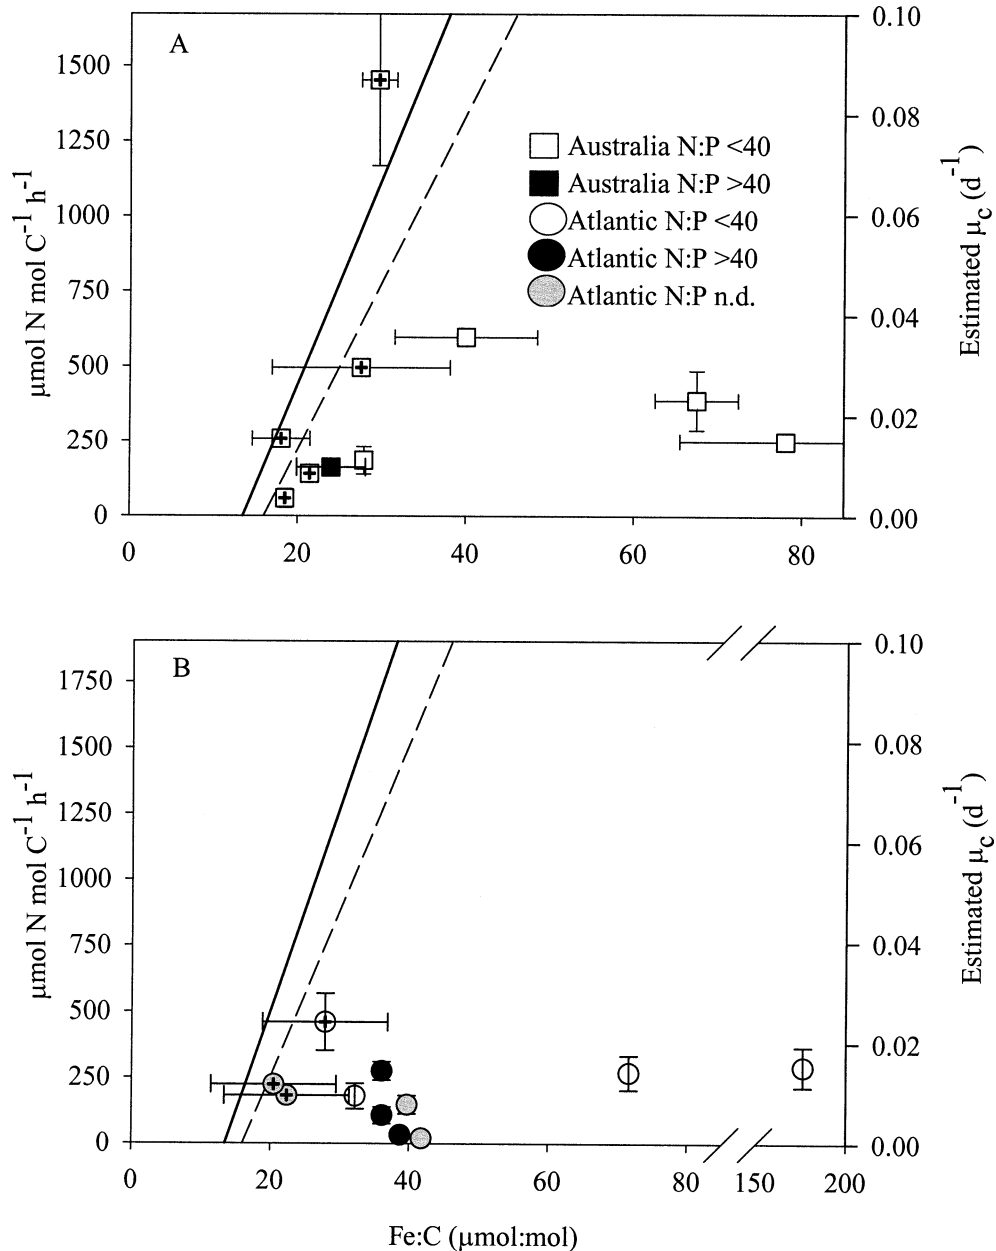 A
1500
1250
1000
750
500
250
0
μmol N mol C⁻¹ h⁻¹
0.10
0.08
0.06
0.04
0.02
0.00
Estimated μc (d⁻¹)
Australia N:P <40
Australia N:P >40
Atlantic N:P <40
Atlantic N:P >40
Atlantic N:P n.d.
0 20 40 60 80
B
1750
1500
1250
1000
750
500
250
0
μmol N mol C⁻¹ h⁻¹
0.10
0.08
0.06
0.04
0.02
0.00
Estimated μc (d⁻¹)
0 20 40 60 80 150 200
Fe:C (μmol:mol)